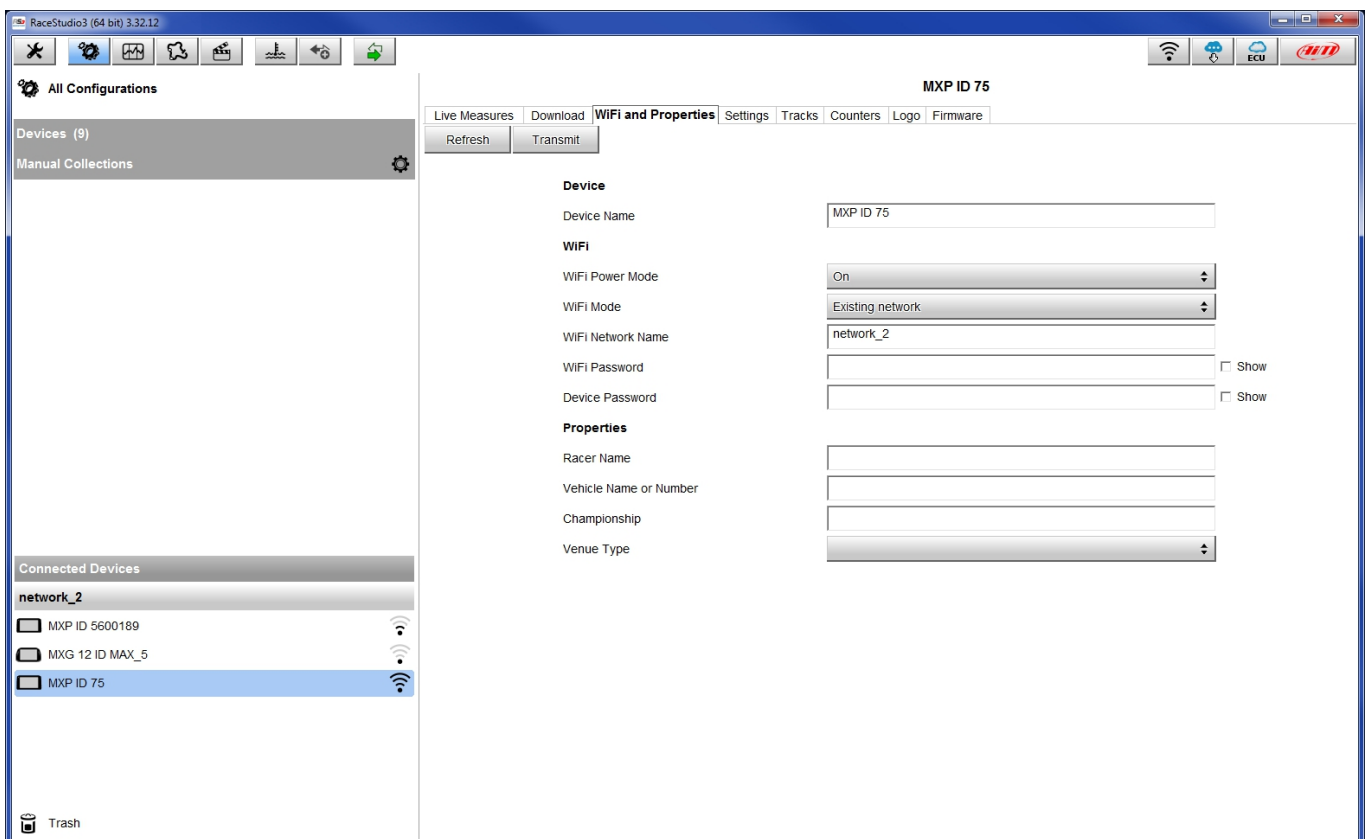 RaceStudio3 (64 bit) 3.32.12
ECU
AiM
All Configurations
Devices (9)
Manual Collections
MXP ID 75
Live Measures Download WiFi and Properties Settings Tracks Counters Logo Firmware
Refresh Transmit
Device
Device Name MXP ID 75
WiFi
WiFi Power Mode On
WiFi Mode Existing network
WiFi Network Name network_2
WiFi Password Show
Device Password Show
Properties
Racer Name
Vehicle Name or Number
Championship
Venue Type
Connected Devices
network_2
MXP ID 5600189
MXG 12 ID MAX_5
MXP ID 75
Trash